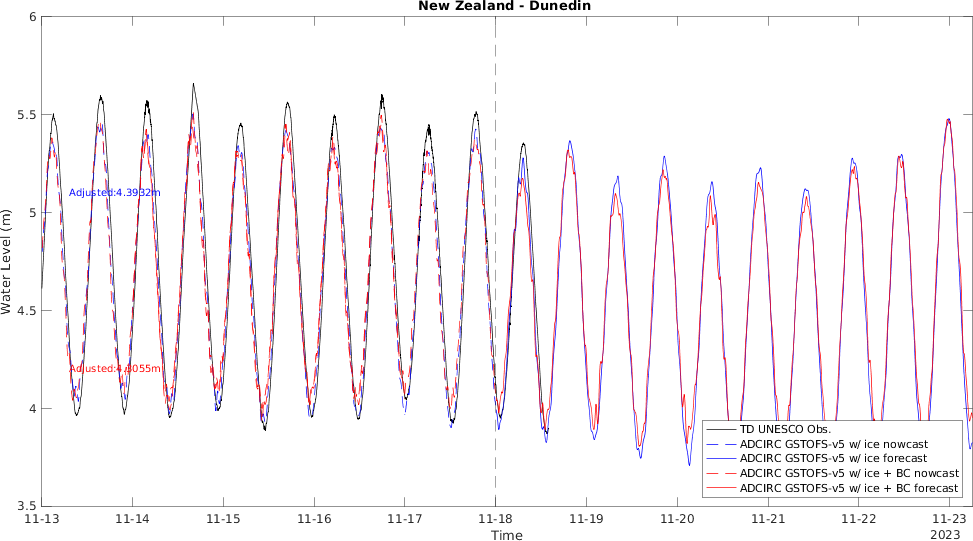 New Zealand - Dunedin
6
5.5
5
4.5
4
3.5
Water Level (m)
Adjusted:4.3932m
Adjusted:4.3055m
TD UNESCO Obs.
ADCIRC GSTOFS-v5 w/ ice nowcast
ADCIRC GSTOFS-v5 w/ ice forecast
ADCIRC GSTOFS-v5 w/ ice + BC nowcast
ADCIRC GSTOFS-v5 w/ ice + BC forecast
11-13 11-14 11-15 11-16 11-17 11-18 11-19 11-20 11-21 11-22 11-23
Time
2023